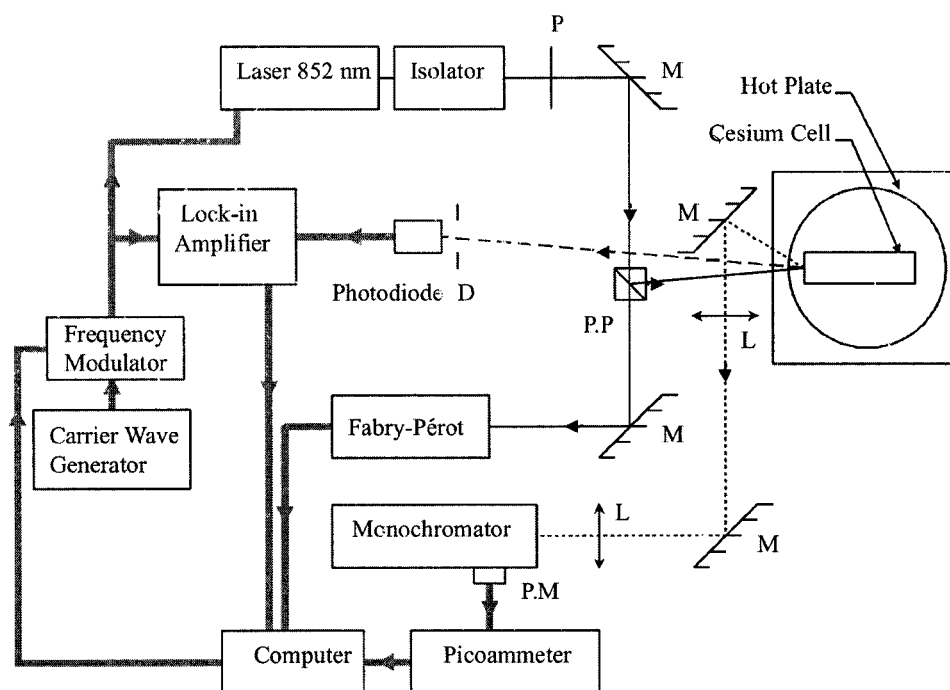 P
Laser 852 nm
Isolator
M
Hot Plate
Cesium Cell
Lock-in
Amplifier
M
Photodiode
D
P.P
L
Frequency
Modulator
Carrier Wave
Generator
Fabry-Pérot
M
Monochromator
L
M
P.M
Computer
Picoammeter